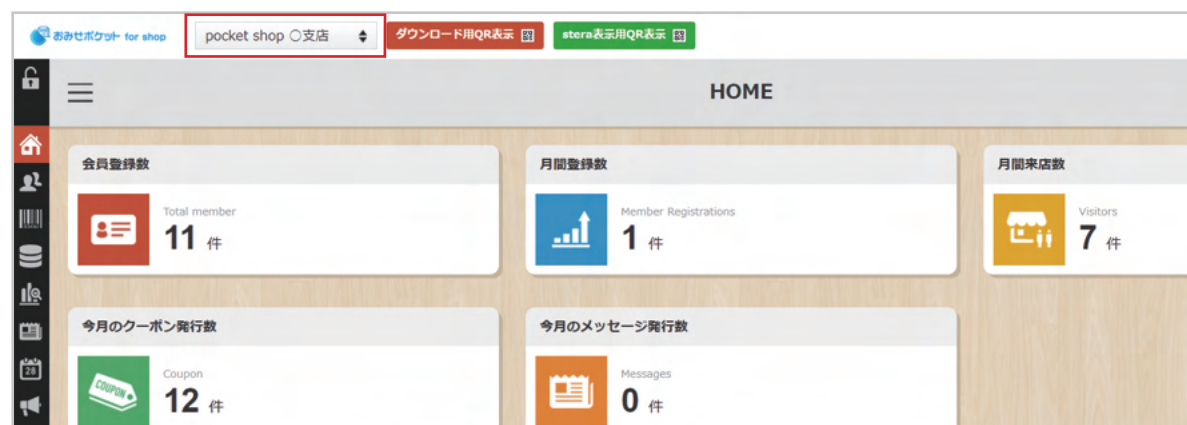 おみせポケット for shop
pocket shop ○支店
ダウンロード用QR表示
stera表示用QR表示
HOME
会員登録数
Total member
11 件
月間登録数
Member Registrations
1 件
月間来店数
Visitors
7 件
今月のクーポン発行数
COUPON
Coupon
12 件
今月のメッセージ発行数
Messages
0 件
28